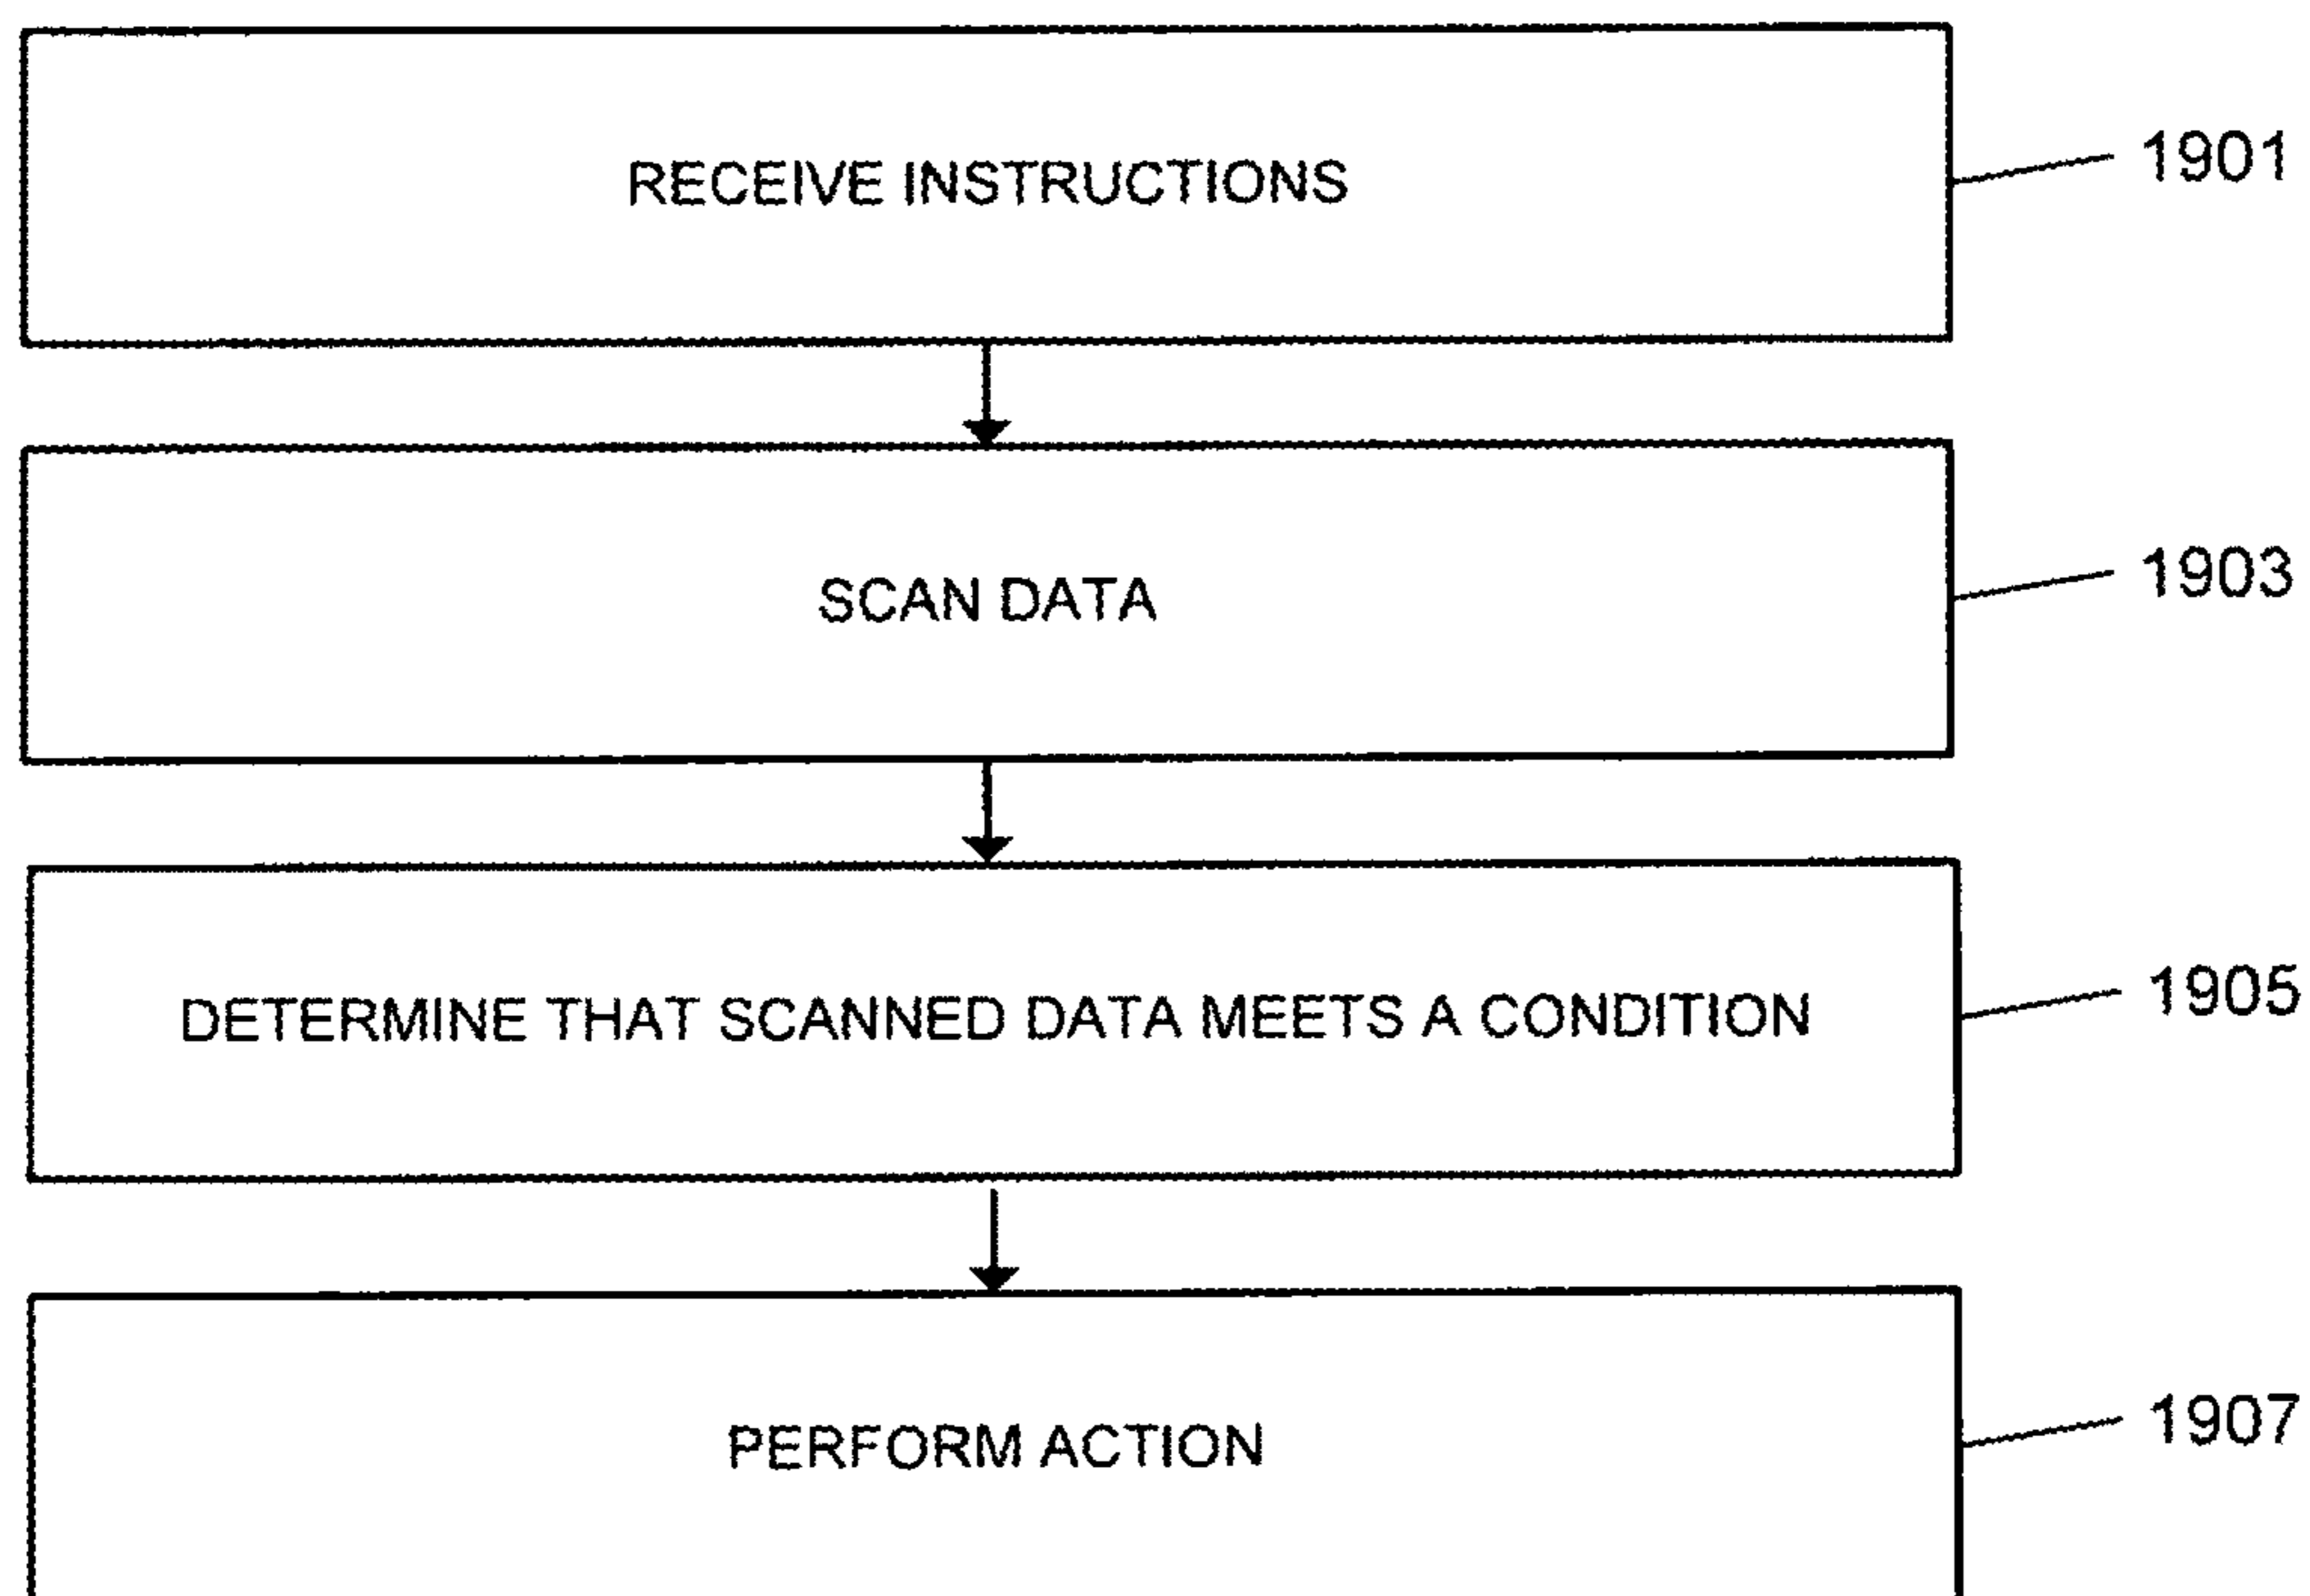 RECEIVE INSTRUCTIONS
1901
SCAN DATA
1903
DETERMINE THAT SCANNED DATA MEETS A CONDITION
1905
PERFORM ACTION
1907